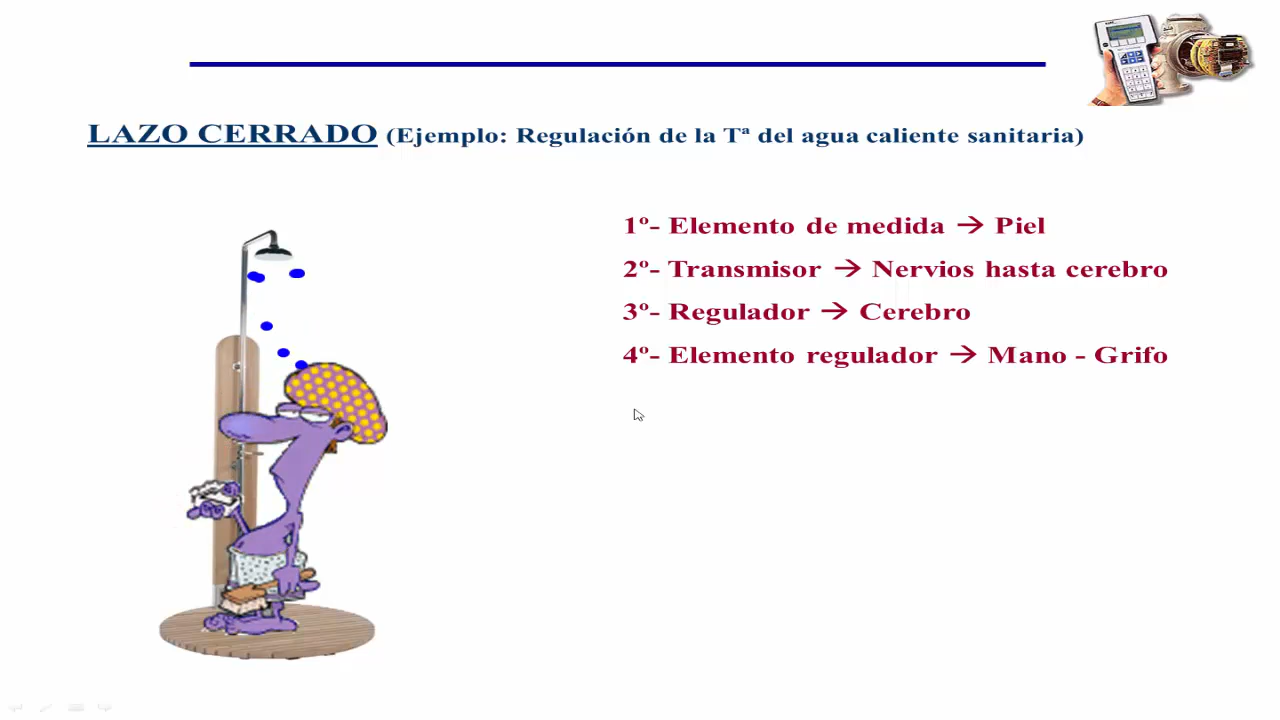 LAZO CERRADO (Ejemplo: Regulación de la Tª del agua caliente sanitaria)
1º- Elemento de medida → Piel
2º- Transmisor → Nervios hasta cerebro
3º- Regulador → Cerebro
4º- Elemento regulador → Mano - Grifo